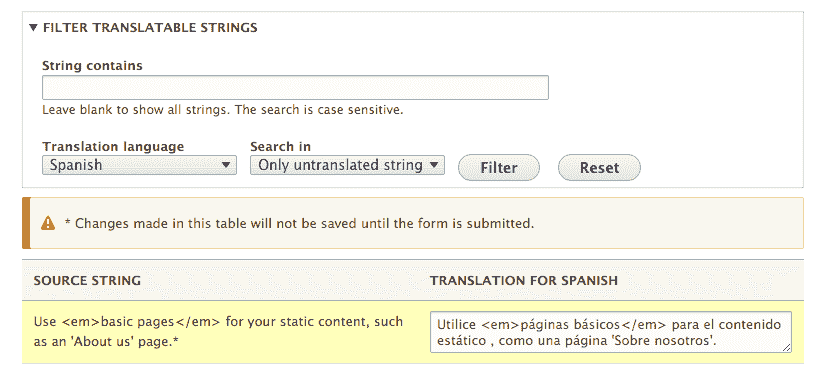 ▼ FILTER TRANSLATABLE STRINGS
String contains
Leave blank to show all strings. The search is case sensitive.
Translation language Search in
Spanish Only untranslated string Filter Reset
* Changes made in this table will not be saved until the form is submitted.
SOURCE STRING TRANSLATION FOR SPANISH
Use <em>basic pages</em> for your static content, such
as an 'About us' page.*
Utilice <em>páginas básicos</em> para el contenido
estático , como una página 'Sobre nosotros'.